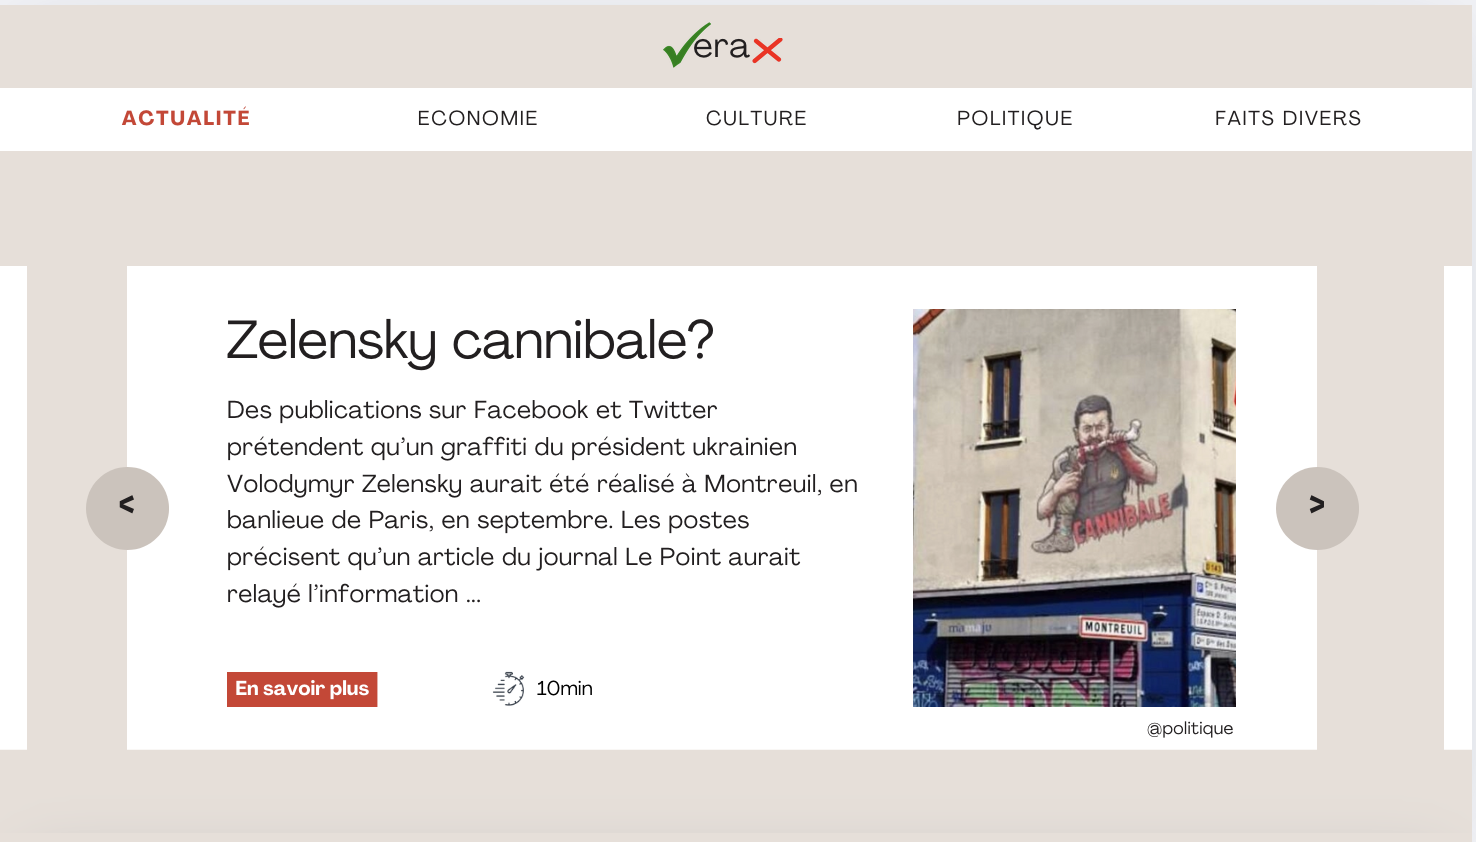 verax
ACTUALITÉ
ECONOMIE
CULTURE
POLITIQUE
FAITS DIVERS
Zelensky cannibale?
Des publications sur Facebook et Twitter
prétendent qu’un graffiti du président ukrainien
Volodymyr Zelensky aurait été réalisé à Montreuil, en
banlieue de Paris, en septembre. Les postes
précisent qu’un article du journal Le Point aurait
relayé l’information ...
<
>
En savoir plus
10min
CANNIBALE
mamaju
MONTREUIL
@politique